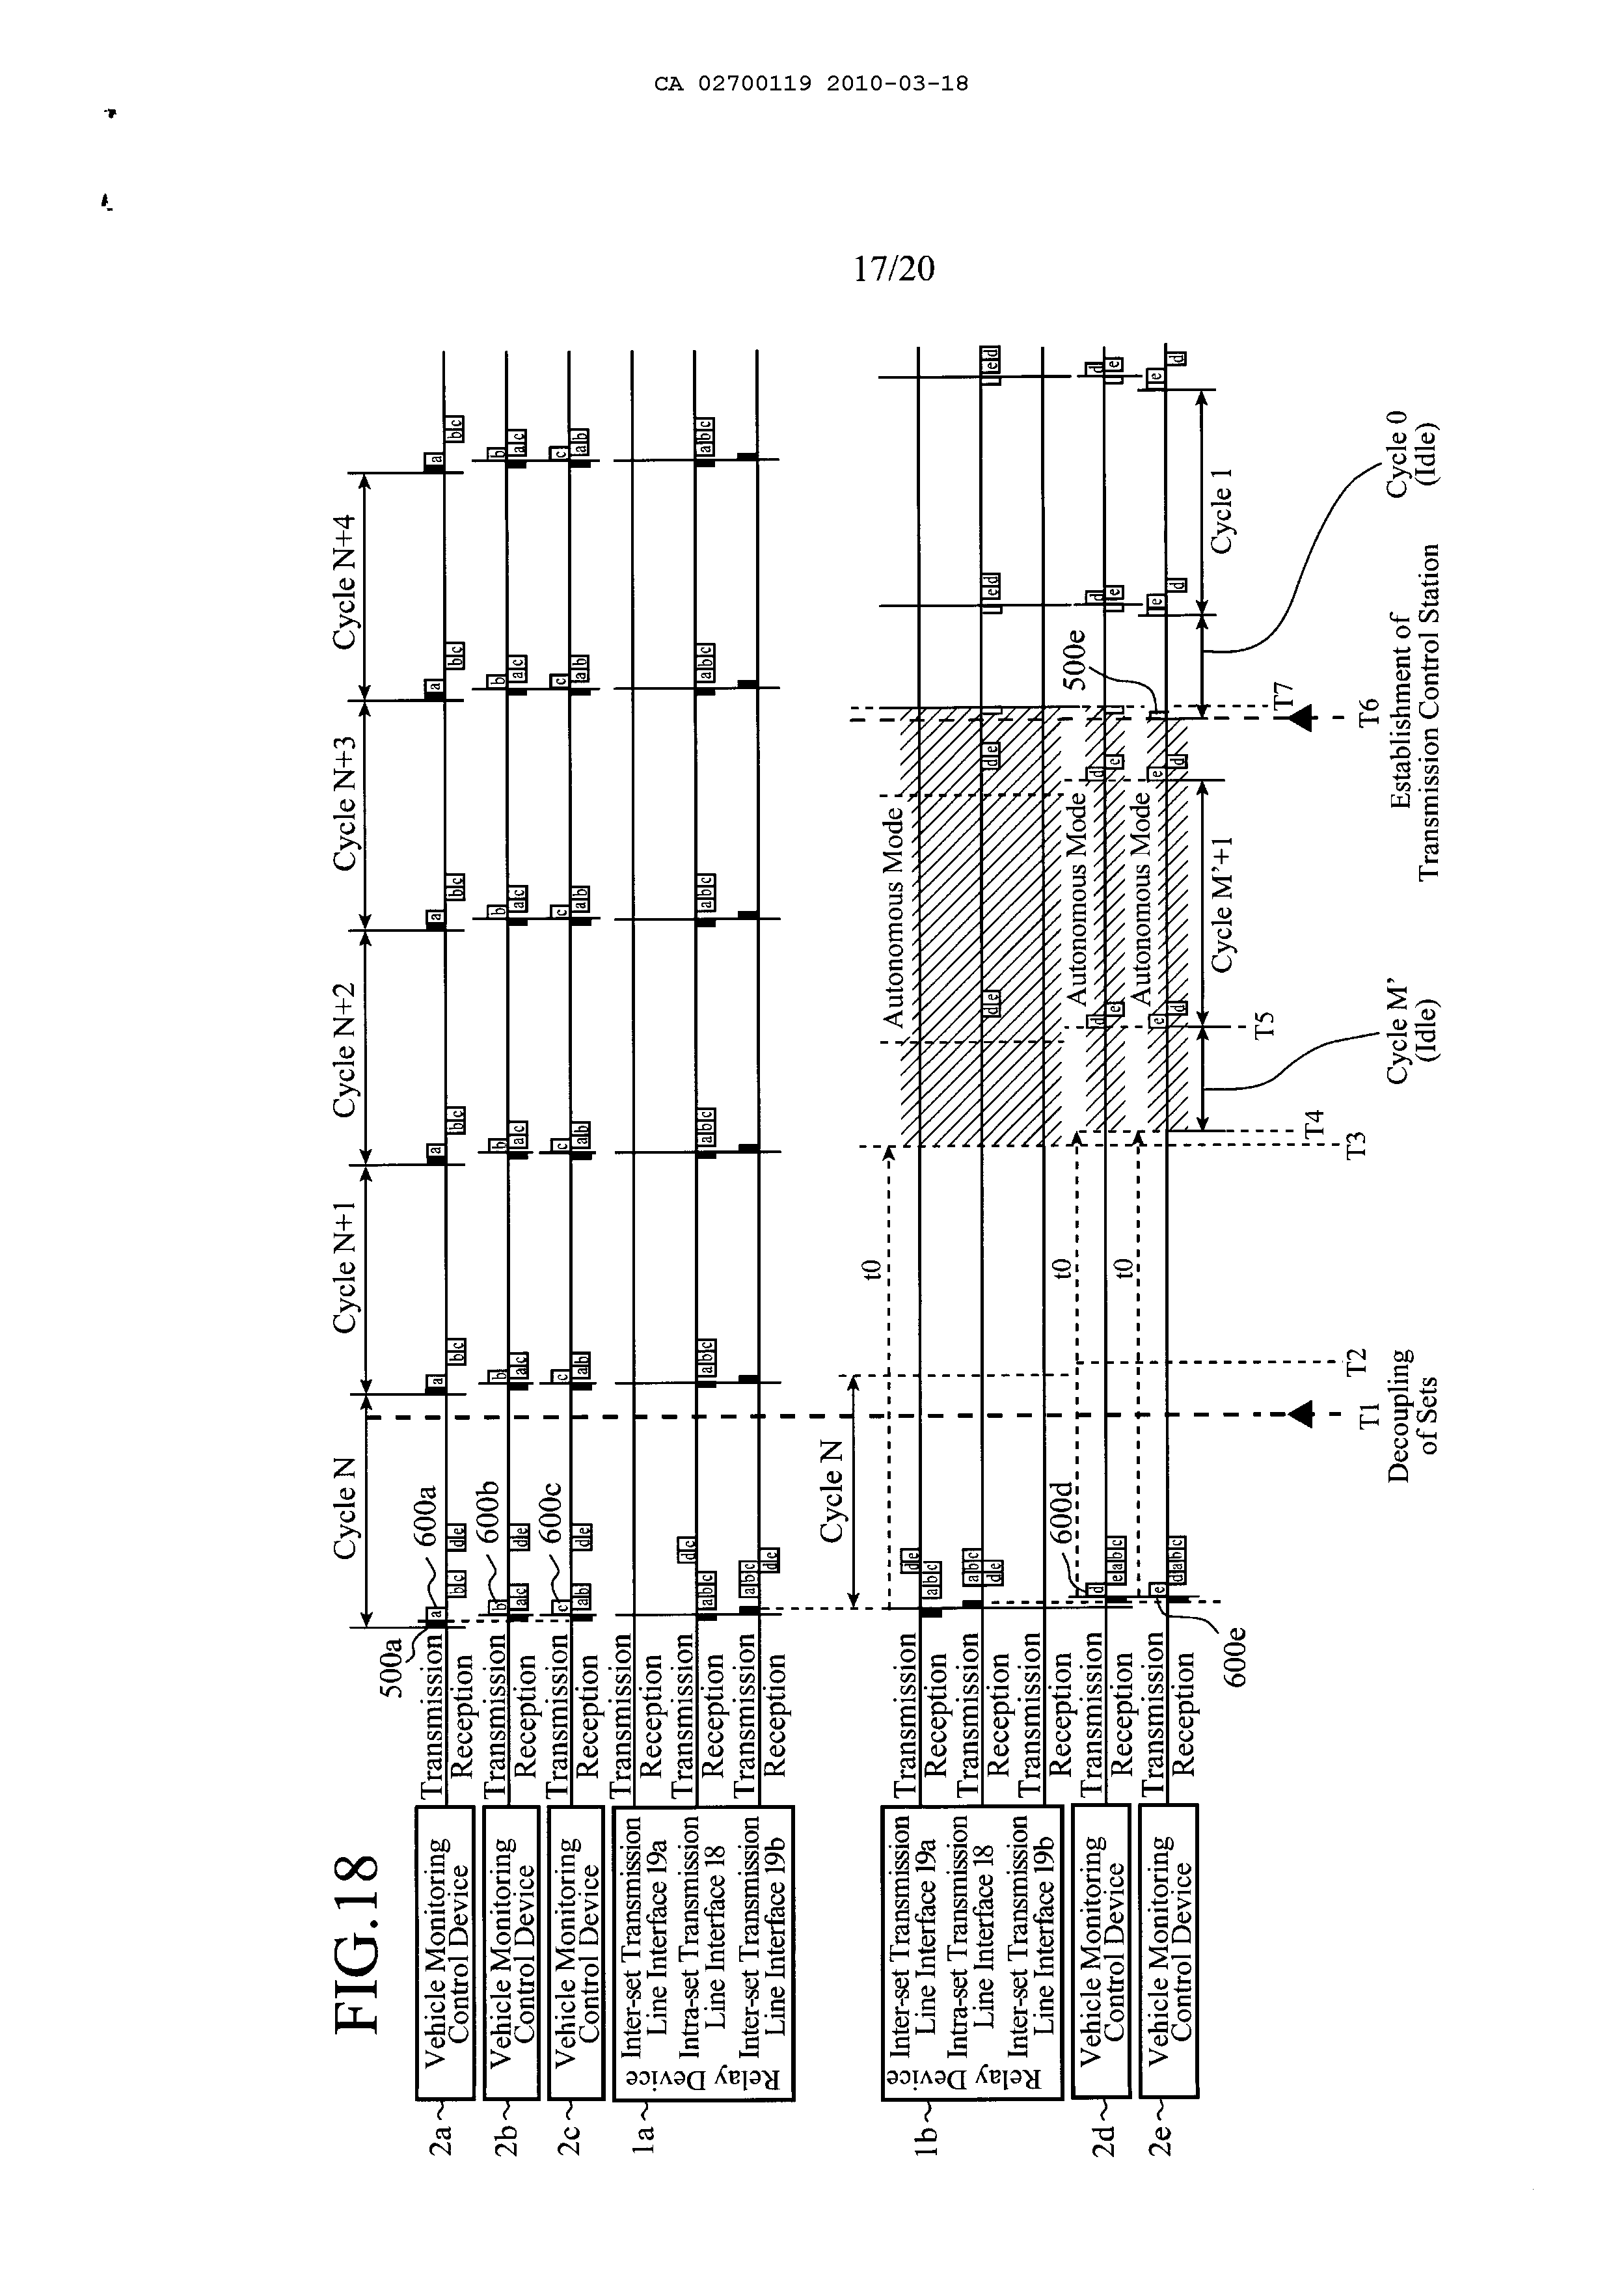 CA 02700119 2010-03-18
17/20
FIG.18
Cycle N
Cycle N+1
Cycle N+2
Cycle N+3
Cycle N+4
2a
Vehicle Monitoring
Control Device
Transmission
Reception
500a
600a
a
b c
d e
a
b c
a
b c
a
b c
a
b c
a
b c
2b
Vehicle Monitoring
Control Device
Transmission
Reception
600b
b
a c
d e
b
a c
b
a c
b
a c
b
a c
b
a c
2c
Vehicle Monitoring
Control Device
Transmission
Reception
600c
c
a b
d e
c
a b
c
a b
c
a b
c
a b
c
a b
1a
Relay Device
Inter-set Transmission
Line Interface 19a
Transmission
Reception
Intra-set Transmission
Line Interface 18
Transmission
Reception
d e
a b c
a b c
a b c
a b c
a b c
a b c
Inter-set Transmission
Line Interface 19b
Transmission
Reception
a b c
d e
Cycle N
t0
Autonomous Mode
1b
Relay Device
Inter-set Transmission
Line Interface 19a
Transmission
Reception
d e
a b c
Intra-set Transmission
Line Interface 18
Transmission
Reception
a b c
d e
d e
d e
e d
e d
Inter-set Transmission
Line Interface 19b
Transmission
Reception
600d
t0
Autonomous Mode
500e
2d
Vehicle Monitoring
Control Device
Transmission
Reception
d
e a b c
d
e
d
e
d
e
d
e
t0
Autonomous Mode
2e
Vehicle Monitoring
Control Device
Transmission
Reception
e
d a b c
e
d
e
d
e
d
e
d
600e
Cycle M'+1
Cycle 1
T5
T7
T4
T1
Decoupling
of Sets
T2
T3
Cycle M'
(Idle)
T6
Establishment of
Transmission Control Station
Cycle 0
(Idle)